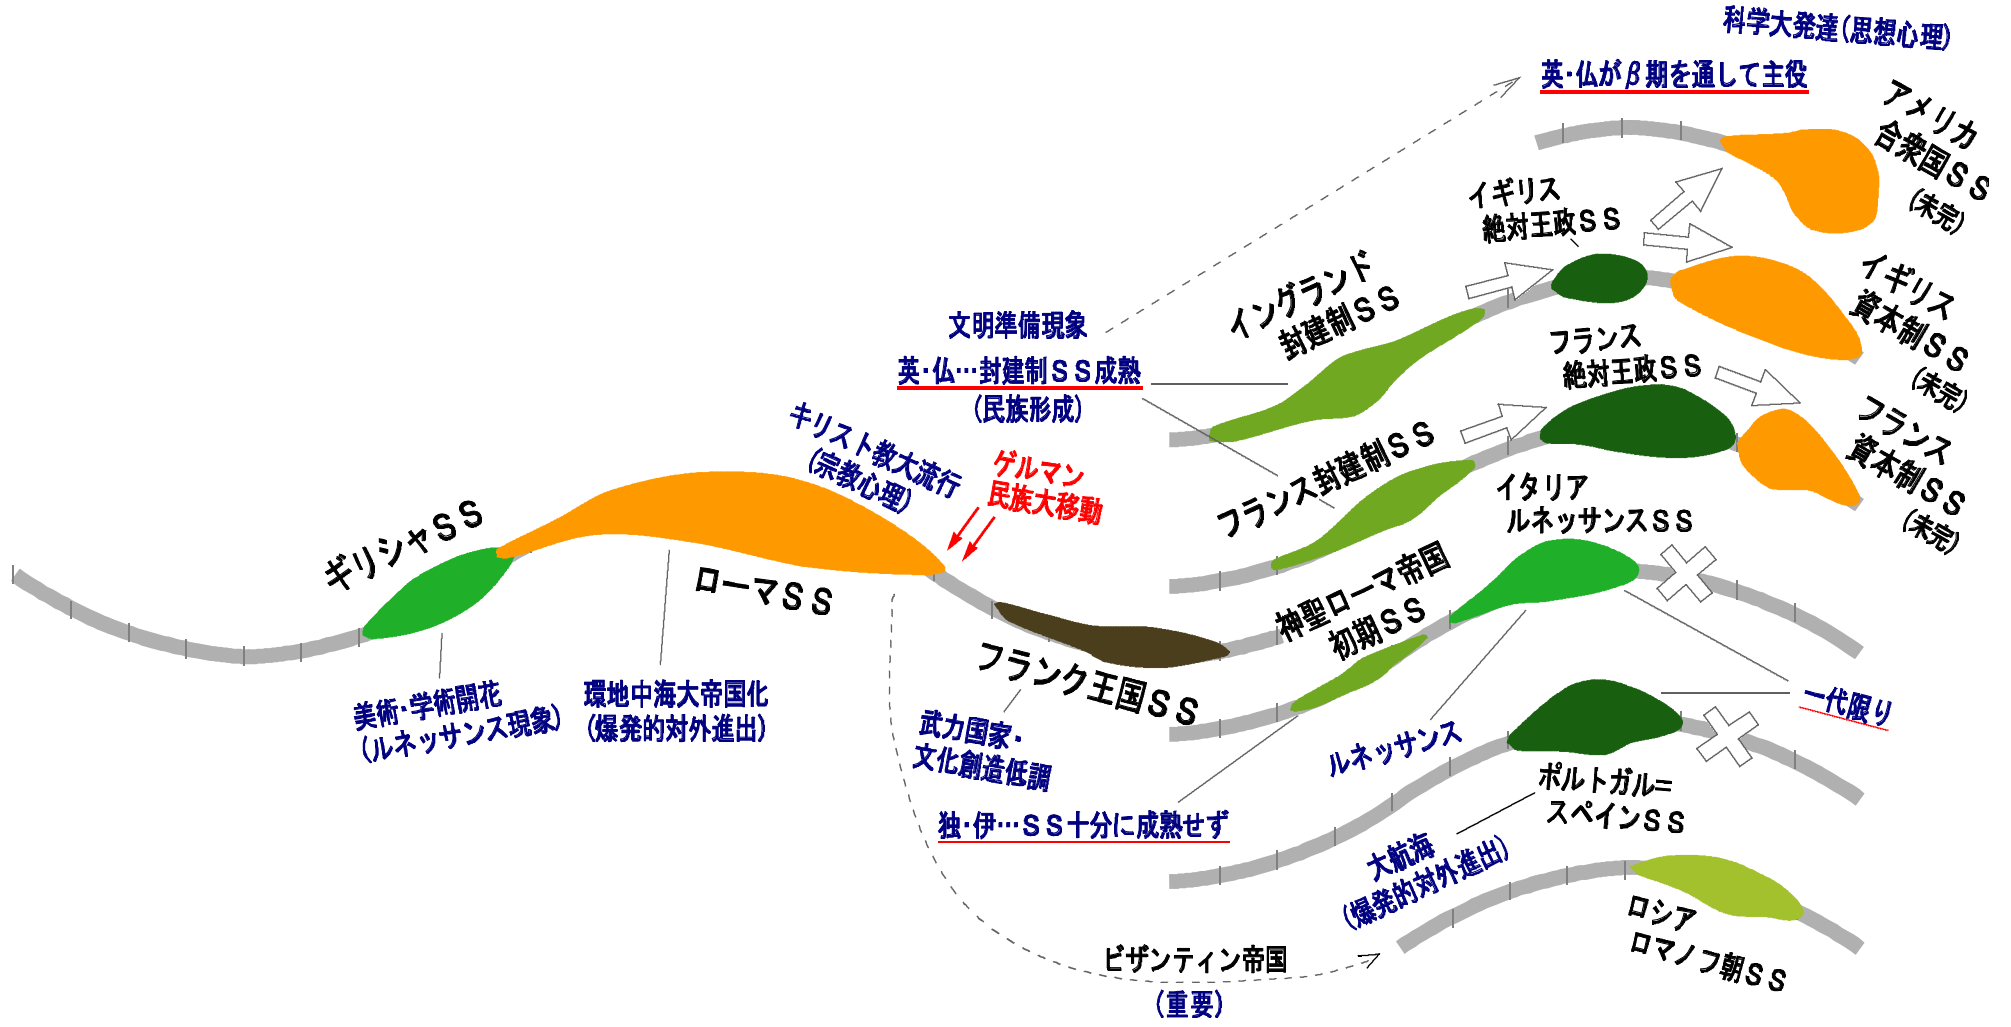 科学大発達(思想心理)
英・仏がβ期を通して主役
アメリカ
合衆国ＳＳ
(未完)
イギリス
絶対王政ＳＳ
イギリス
資本制ＳＳ
(未完)
イングランド
封建制ＳＳ
文明準備現象
英・仏…封建制ＳＳ成熟
(民族形成)
フランス
絶対王政ＳＳ
フランス
資本制ＳＳ
(未完)
キリスト教大流行
(宗教心理)
ゲルマン
民族大移動
フランス封建制ＳＳ
イタリア
ルネッサンスＳＳ
ギリシャＳＳ
ローマＳＳ
神聖ローマ帝国
初期ＳＳ
フランク王国ＳＳ
美術・学術開花
(ルネッサンス現象)
環地中海大帝国化
(爆発的対外進出)
武力国家・
文化創造低調
一代限り
ルネッサンス
独・伊…ＳＳ十分に成熟せず
ポルトガル=
スペインＳＳ
大航海
(爆発的対外進出)
ロシア
ロマノフ朝ＳＳ
ビザンティン帝国
(重要)